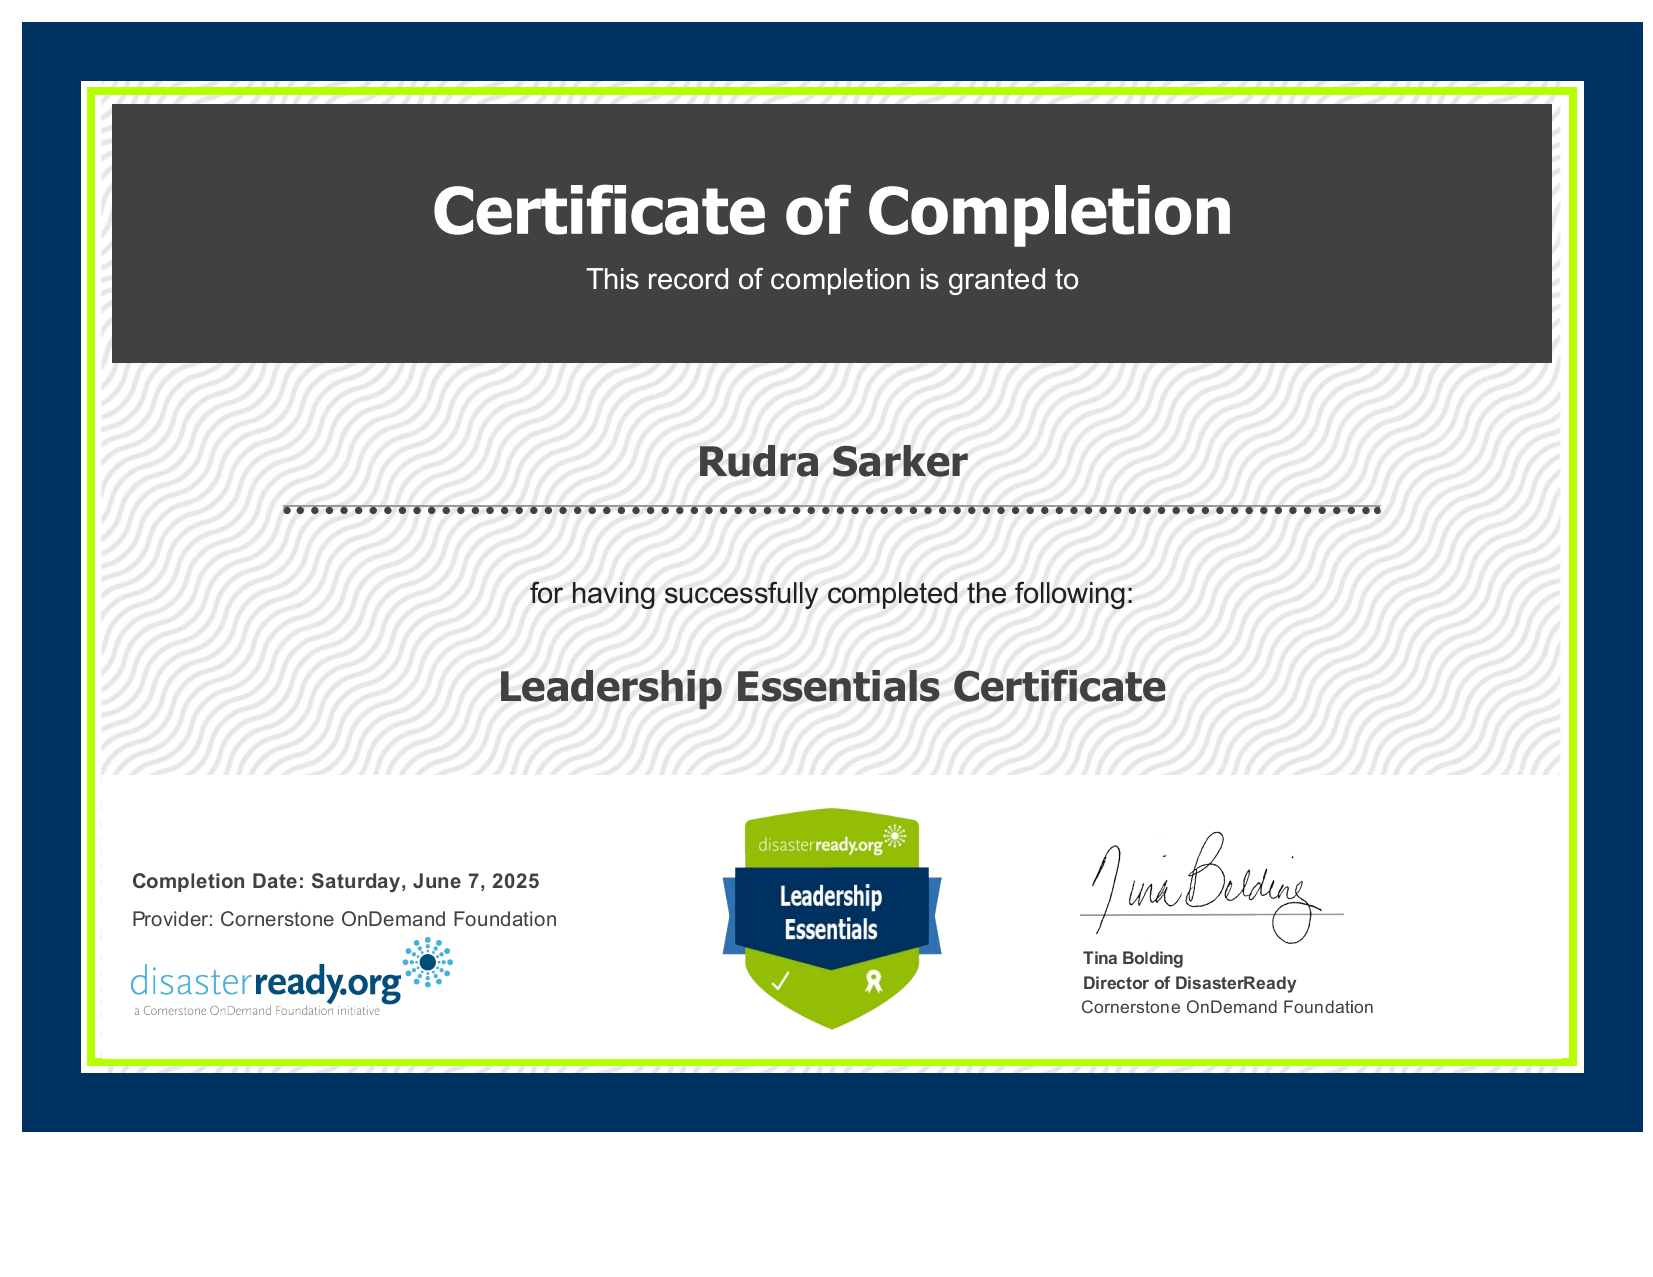 Certificate of Completion
This record of completion is granted to
Rudra Sarker
for having successfully completed the following:
Leadership Essentials Certificate
Completion Date: Saturday, June 7, 2025
Provider: Cornerstone OnDemand Foundation
disasterready.org
a Cornerstone OnDemand Foundation initiative
disasterready.org
Leadership
Essentials
Tina Bolding
Tina Bolding
Director of DisasterReady
Cornerstone OnDemand Foundation